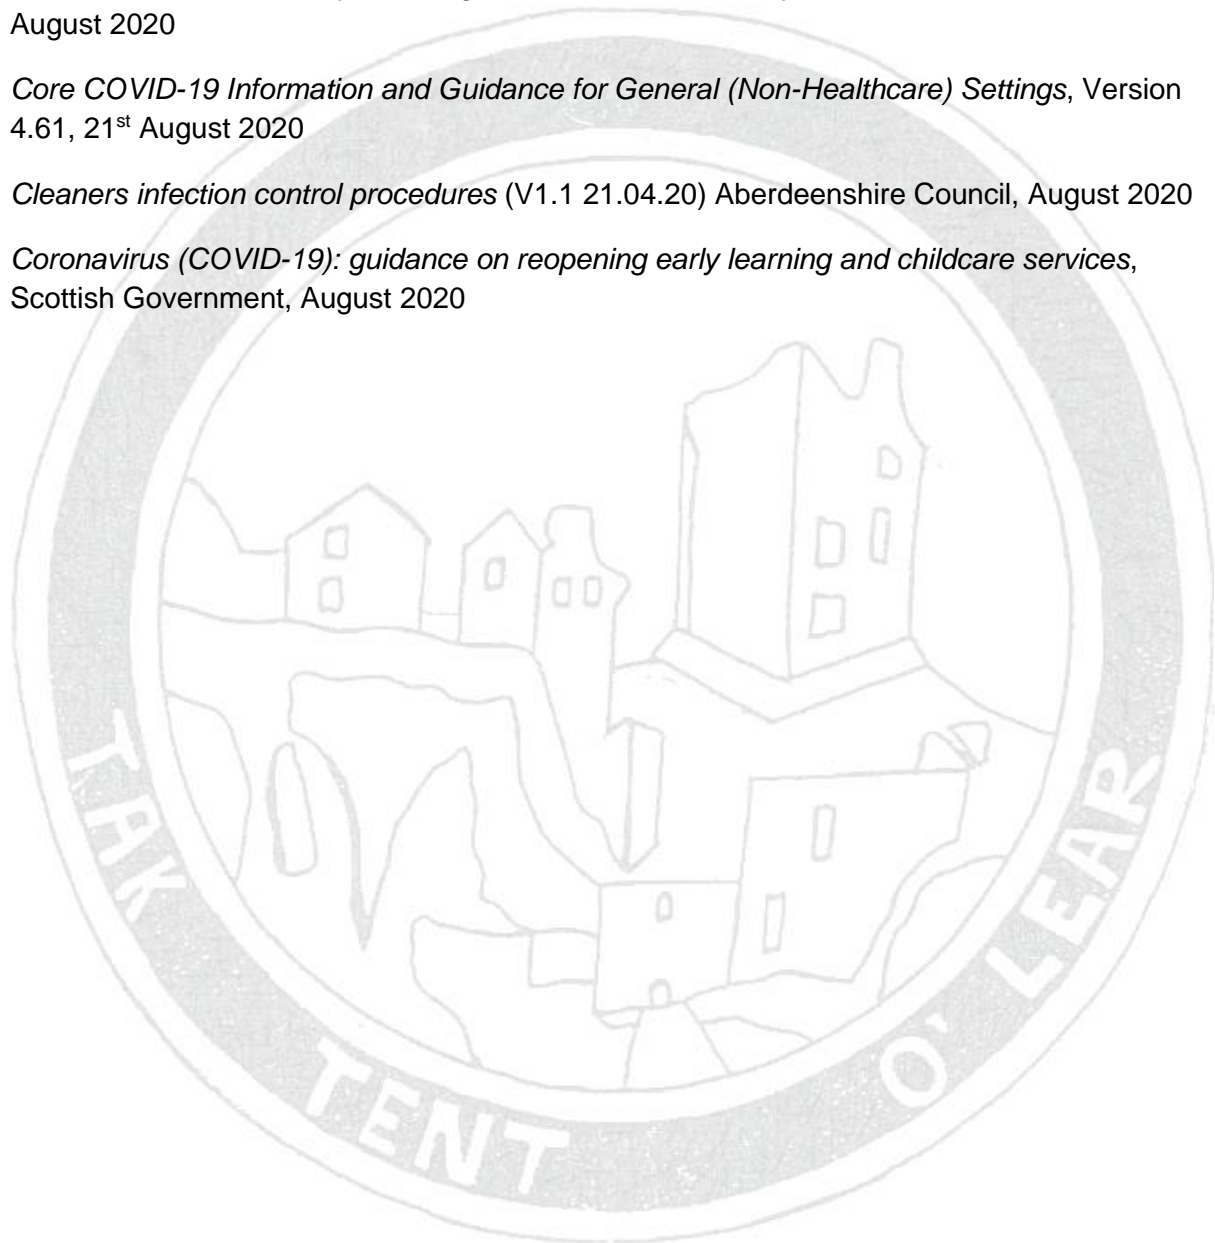 August 2020
Core COVID-19 Information and Guidance for General (Non-Healthcare) Settings, Version
4.61, 21st August 2020
Cleaners infection control procedures (V1.1 21.04.20) Aberdeenshire Council, August 2020
Coronavirus (COVID-19): guidance on reopening early learning and childcare services,
Scottish Government, August 2020
TAK TENT O' LEAR